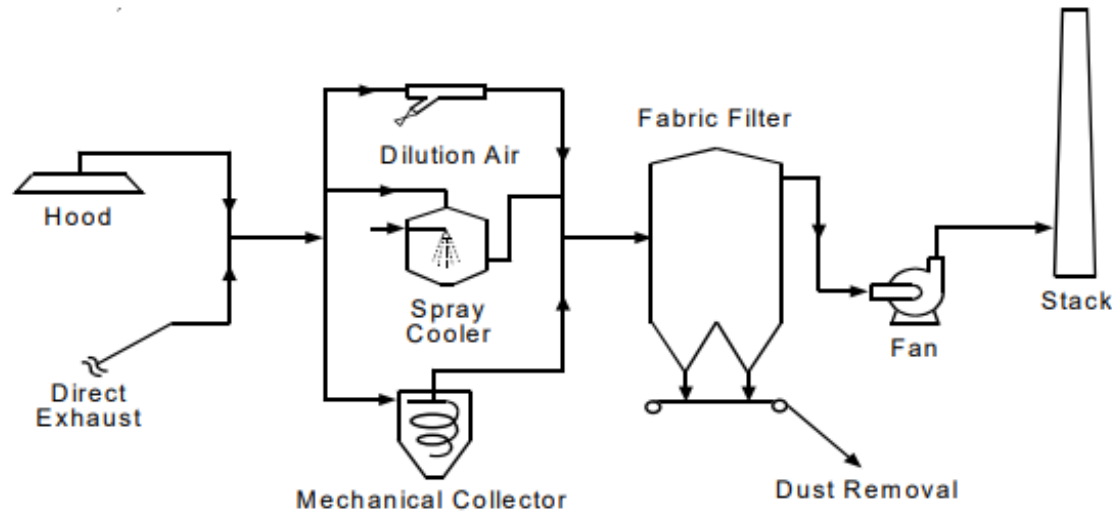 Fabric Filter
Dilution Air
Hood
Spray
Cooler
Stack
Fan
Direct
Exhaust
Mechanical Collector
Dust Removal